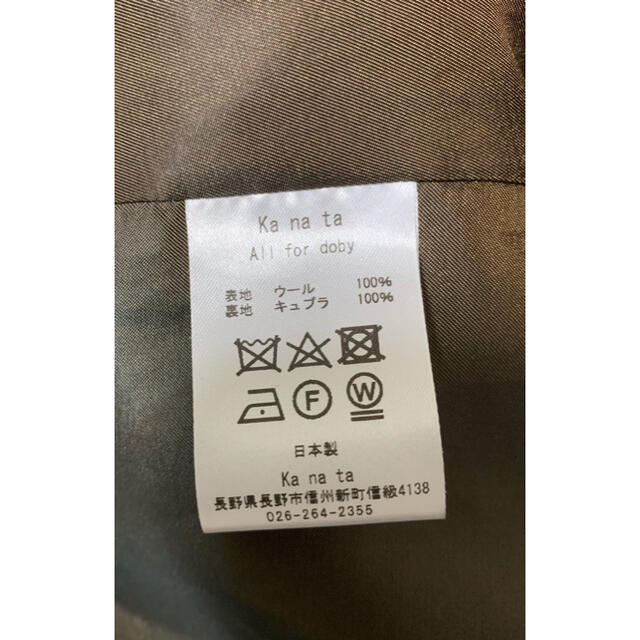 Ka na ta
All for doby
表地 ウール 100%
裏地 キュプラ 100%
F W
日本製
Ka na ta
長野県長野市信州新町信級4138
026-264-2355